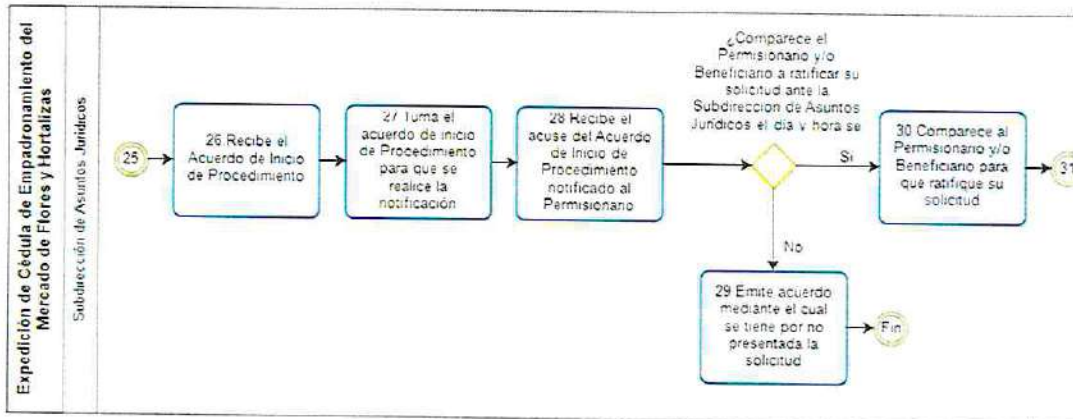 Expedición de Cédula de Empadronamiento del
Mercado de Flores y Hortalizas
Subdirección de Asuntos Jurídicos
25
26 Recibe el
Acuerdo de Inicio
de Procedimiento
27 Turna el
acuerdo de inicio
de Procedimiento
para que se
realice la
notificación
28 Recibe el
acuse del Acuerdo
de Inicio de
Procedimiento
notificado al
Permisionario
¿Comparece el
Permisionario y/o
Beneficiario a ratificar su
solicitud ante la
Subdirección de Asuntos
Jurídicos el día y hora se
Si
30 Comparece al
Permisionario y/o
Beneficiario para
que ratifique su
solicitud
31
No
29 Emite acuerdo
mediante el cual
se tiene por no
presentada la
solicitud
Fin